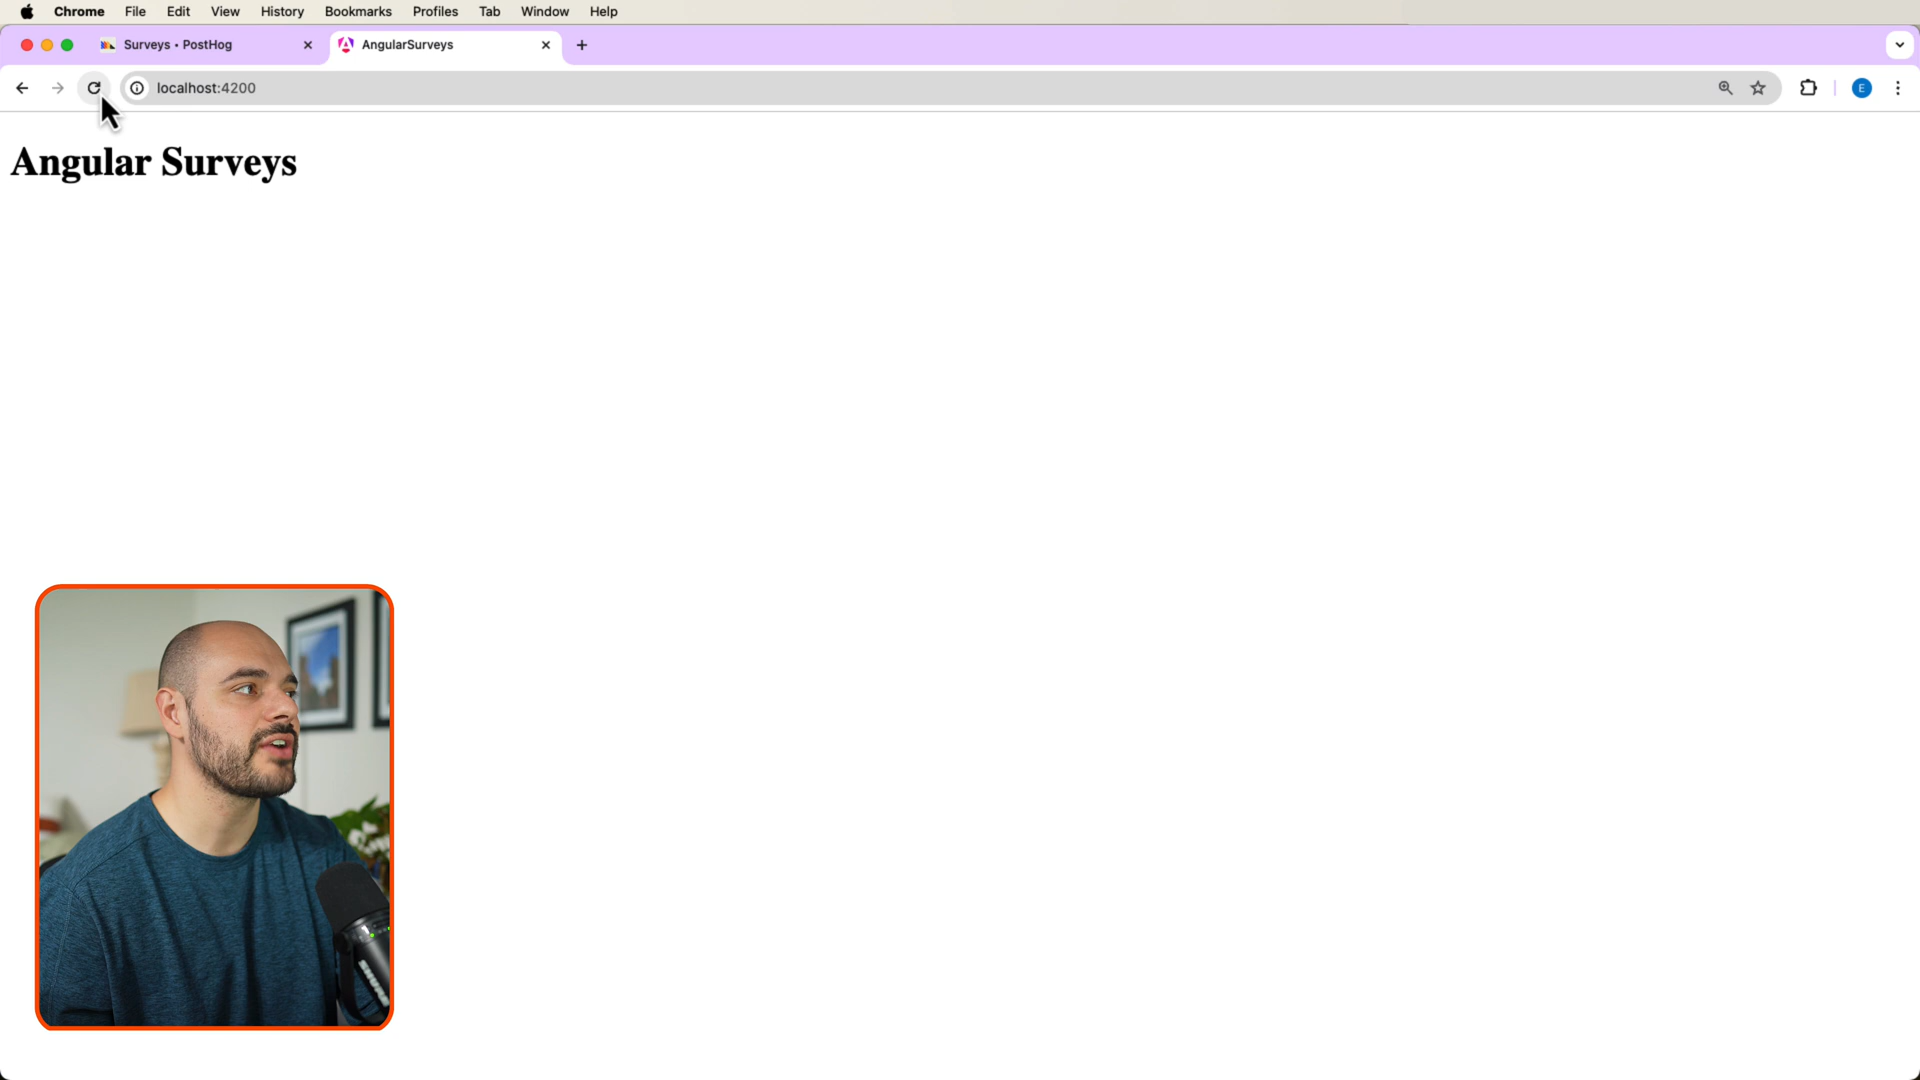 Chrome File Edit View History Bookmarks Profiles Tab Window Help
Surveys • PostHog AngularSurveys
localhost:4200 E
Angular Surveys